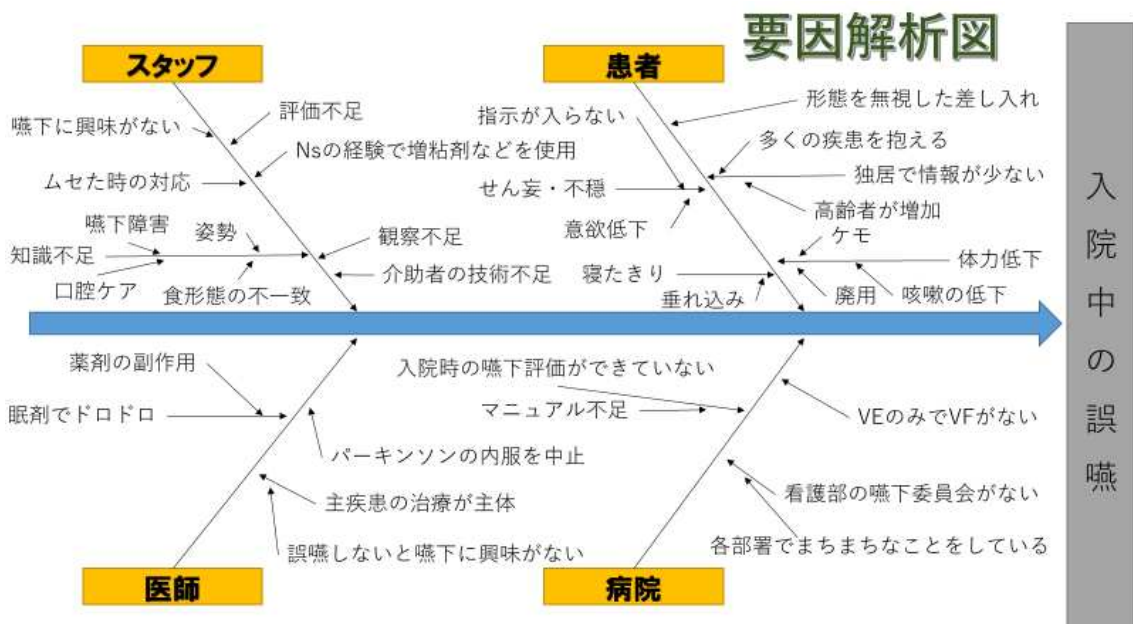 要因解析図
スタッフ
患者
嚥下に興味がない
評価不足
Nsの経験で増粘剤などを使用
ムセた時の対応
嚥下障害
姿勢
知識不足
口腔ケア
食形態の不一致
観察不足
介助者の技術不足
形態を無視した差し入れ
指示が入らない
多くの疾患を抱える
せん妄・不穏
独居で情報が少ない
意欲低下
高齢者が増加
ケモ
体力低下
寝たきり
垂れ込み
廃用
咳嗽の低下
入院中の誤嚥
薬剤の副作用
眠剤でドロドロ
パーキンソンの内服を中止
主疾患の治療が主体
誤嚥しないと嚥下に興味がない
入院時の嚥下評価ができていない
マニュアル不足
VEのみでVFがない
看護部の嚥下委員会がない
各部署でまちまちなことをしている
医師
病院